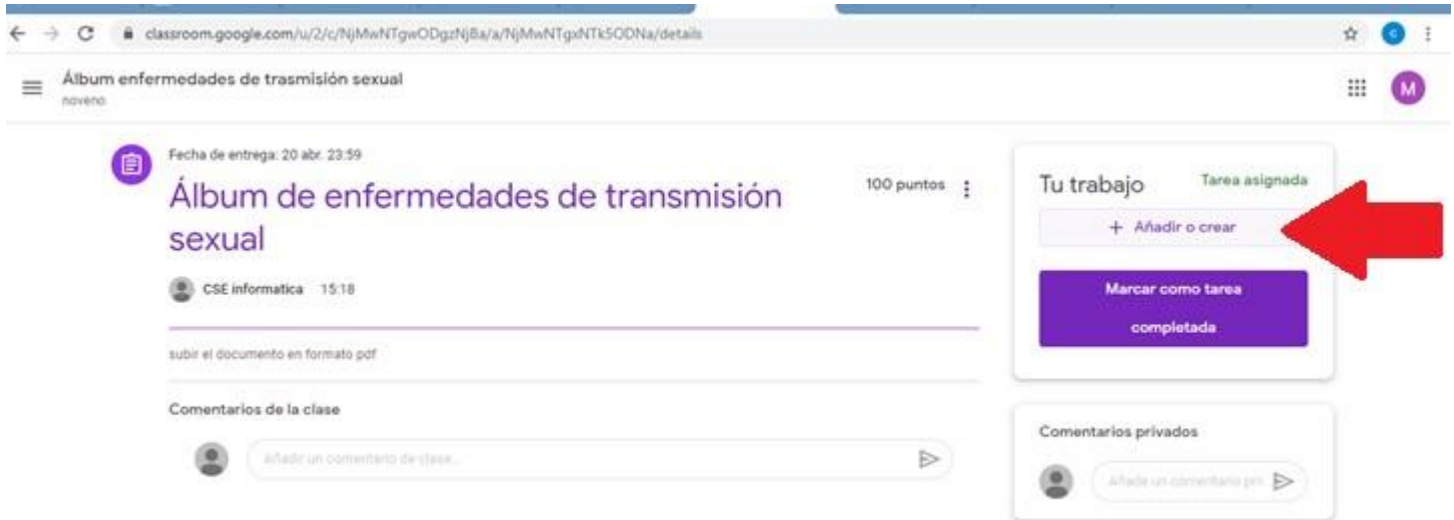 classroom.google.com/u/2/c/NjMwNTgwODgzNjBa/a/NjMwNTgxNTk5ODNa/details
Álbum enfermedades de trasmisión sexual
noveno
M
Fecha de entrega: 20 abr. 23:59
Álbum de enfermedades de transmisión
sexual
100 puntos
CSE informatica 15:18
subir el documento en formato pdf
Comentarios de la clase
Añadir un comentario de clase...
Tu trabajo
Tarea asignada
+ Añadir o crear
Marcar como tarea
completada
Comentarios privados
Añade un comentario pri